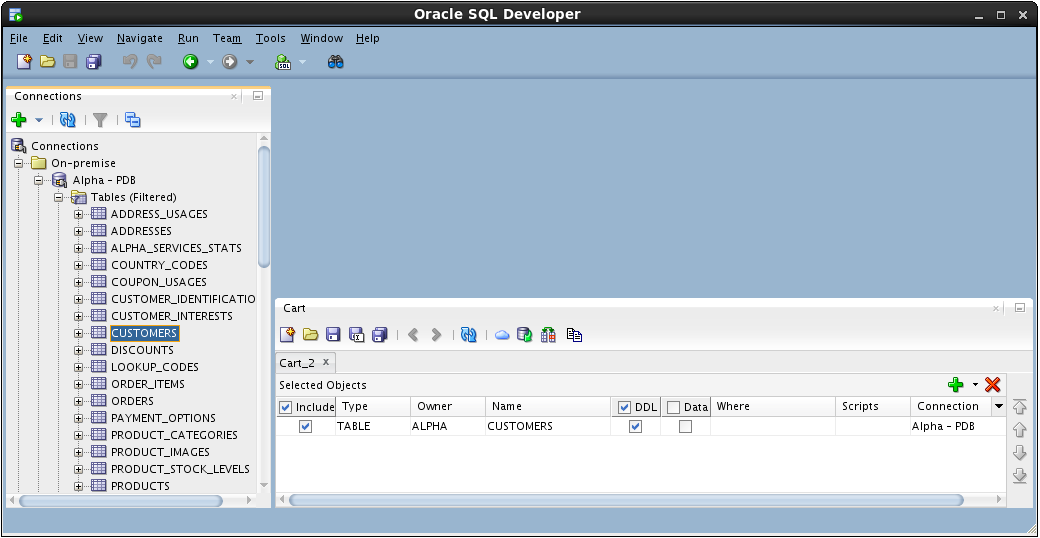 Oracle SQL Developer
File Edit View Navigate Run Team Tools Window Help
SQL
Connections
Connections
On-premise
Alpha - PDB
Tables (Filtered)
ADDRESS_USAGES
ADDRESSES
ALPHA_SERVICES_STATS
COUNTRY_CODES
COUPON_USAGES
CUSTOMER_IDENTIFICATIO
CUSTOMER_INTERESTS
CUSTOMERS
DISCOUNTS
LOOKUP_CODES
ORDER_ITEMS
ORDERS
PAYMENT_OPTIONS
PRODUCT_CATEGORIES
PRODUCT_IMAGES
PRODUCT_STOCK_LEVELS
PRODUCTS
Cart
Cart_2
Selected Objects
Include Type Owner Name DDL Data Where Scripts Connection
TABLE ALPHA CUSTOMERS Alpha - PDB